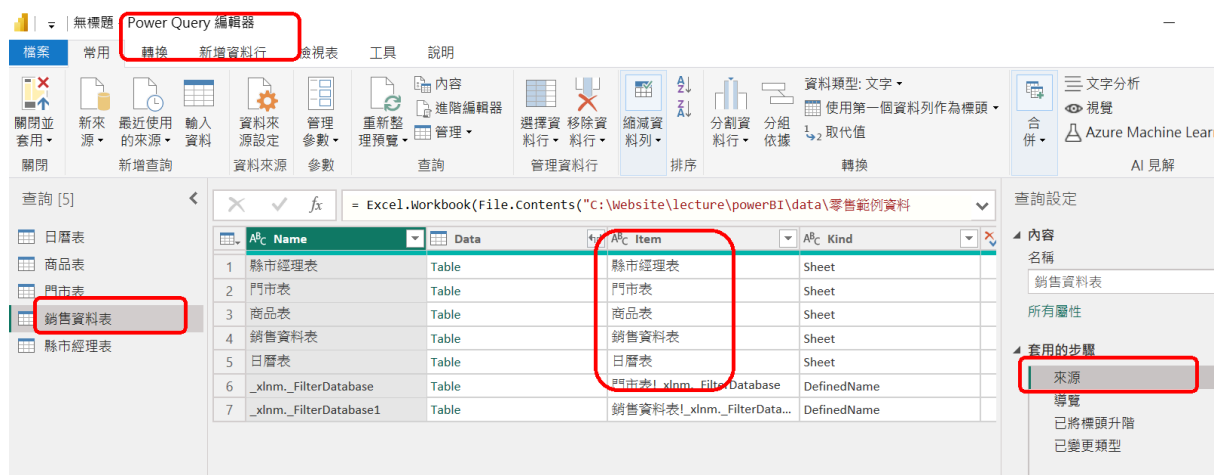 無標題 - Power Query 編輯器
檔案 常用 轉換 新增資料行 檢視表 工具 說明
關閉並套用 新來源 最近使用的來源 輸入資料 資料來源設定 管理參數 重新整理預覽 內容 進階編輯器 管理 選擇資料行 移除資料行 縮減資料列 分割資料行 分組依據 資料類型: 文字 使用第一個資料列作為標頭 取代值 合併 文字分析 視覺 Azure Machine Lear
關閉 新增查詢 資料來源 參數 查詢 管理資料行 排序 轉換 AI 見解
查詢 [5]
日曆表
商品表
門市表
銷售資料表
縣市經理表
fx = Excel.Workbook(File.Contents("C:\Website\lecture\powerBI\data\零售範例資料
ABC Name Data ABC Item ABC Kind
1 縣市經理表 Table 縣市經理表 Sheet
2 門市表 Table 門市表 Sheet
3 商品表 Table 商品表 Sheet
4 銷售資料表 Table 銷售資料表 Sheet
5 日曆表 Table 日曆表 Sheet
6 _xlnm._FilterDatabase Table 門市表!_xlnm._FilterDatabase DefinedName
7 _xlnm._FilterDatabase1 Table 銷售資料表!_xlnm._FilterData... DefinedName
查詢設定
內容
名稱
銷售資料表
所有屬性
套用的步驟
來源
導覽
已將標頭升階
已變更類型